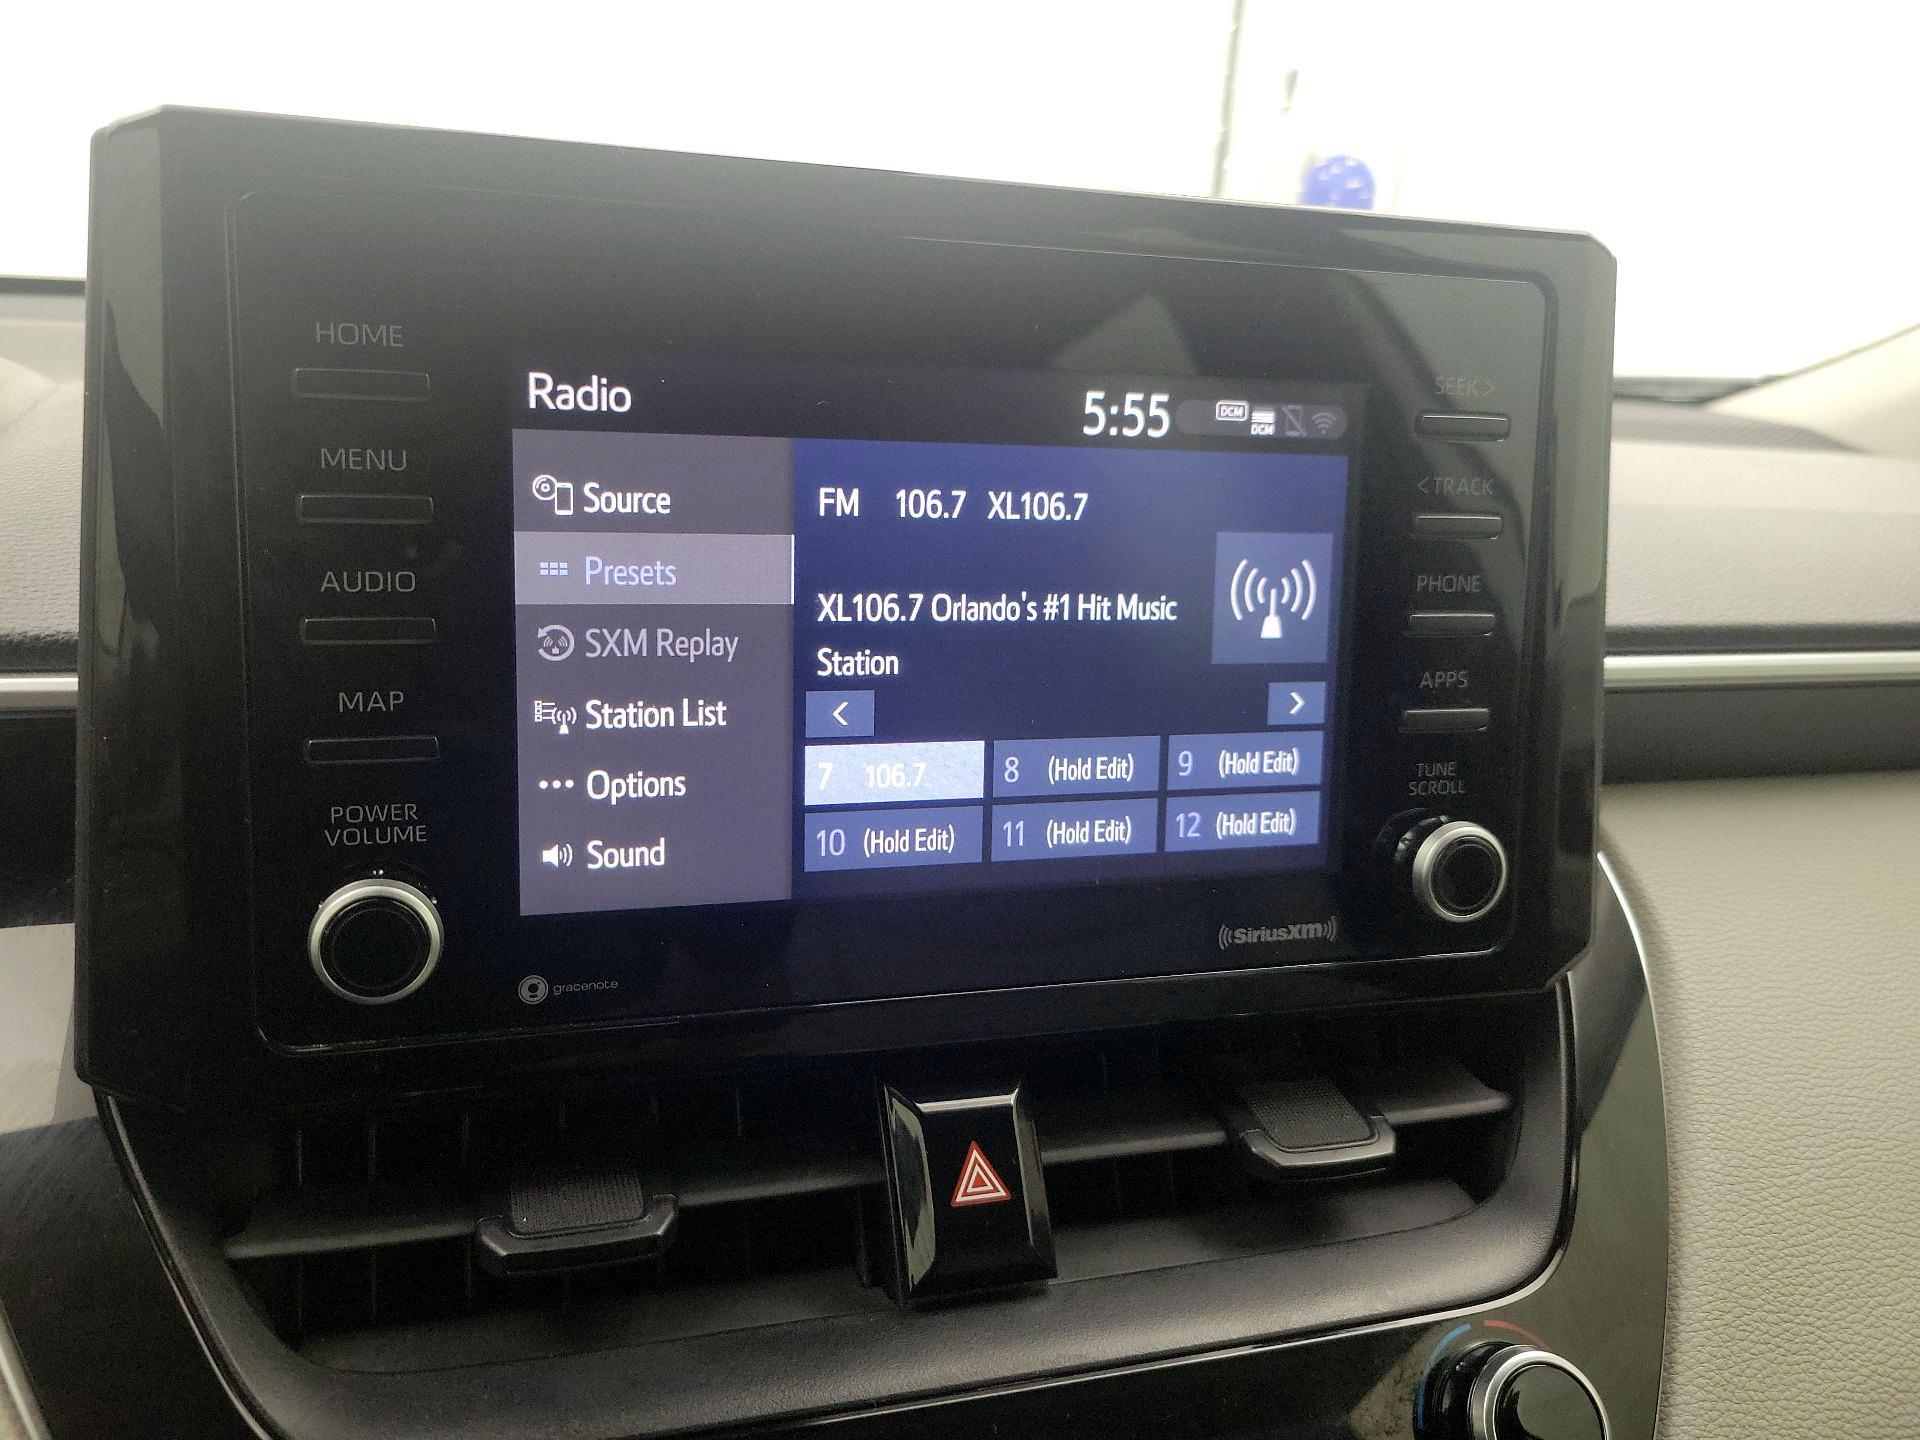 HOME
MENU
AUDIO
MAP
POWER
VOLUME
Radio
5:55
DCM
DCM
Source
Presets
SXM Replay
Station List
Options
Sound
FM 106.7 XL106.7
XL106.7 Orlando's #1 Hit Music
Station
<
>
7 106.7
8 (Hold Edit)
9 (Hold Edit)
10 (Hold Edit)
11 (Hold Edit)
12 (Hold Edit)
gracenote
SiriusXM
SEEK >
< TRACK
PHONE
APPS
TUNE
SCROLL